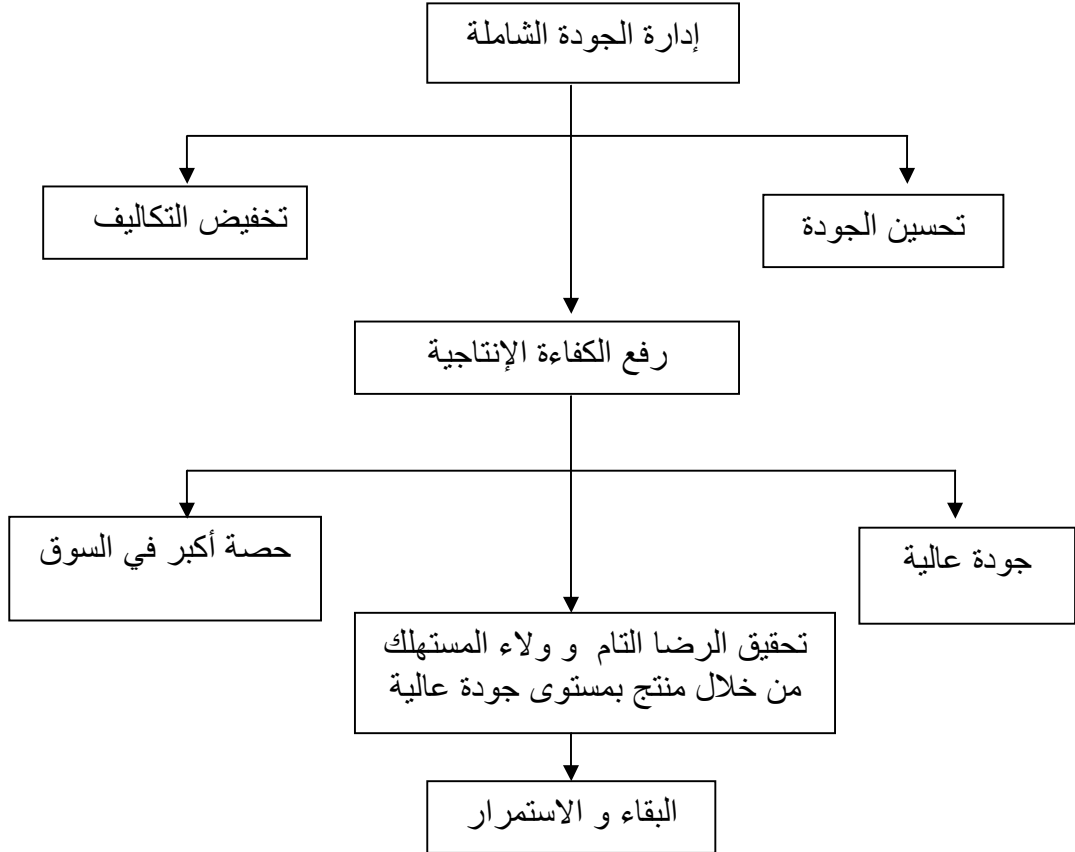 إدارة الجودة الشاملة
تحسين الجودة
تخفيض التكاليف
رفع الكفاءة الإنتاجية
جودة عالية
حصة أكبر في السوق
تحقيق الرضا التام و ولاء المستهلك
من خلال منتج بمستوى جودة عالية
البقاء و الاستمرار